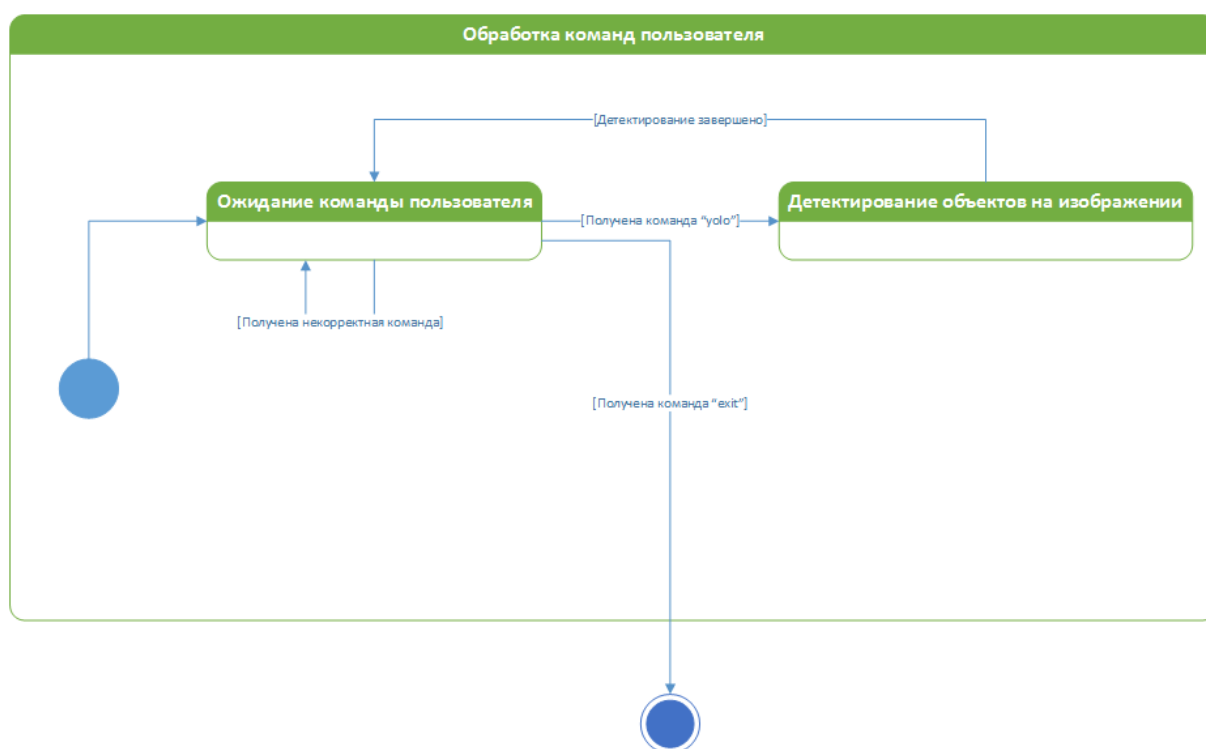 Обработка команд пользователя
[Детектирование завершено]
Ожидание команды пользователя
[Получена команда “yolo”]
Детектирование объектов на изображении
[Получена некорректная команда]
[Получена команда “exit”]